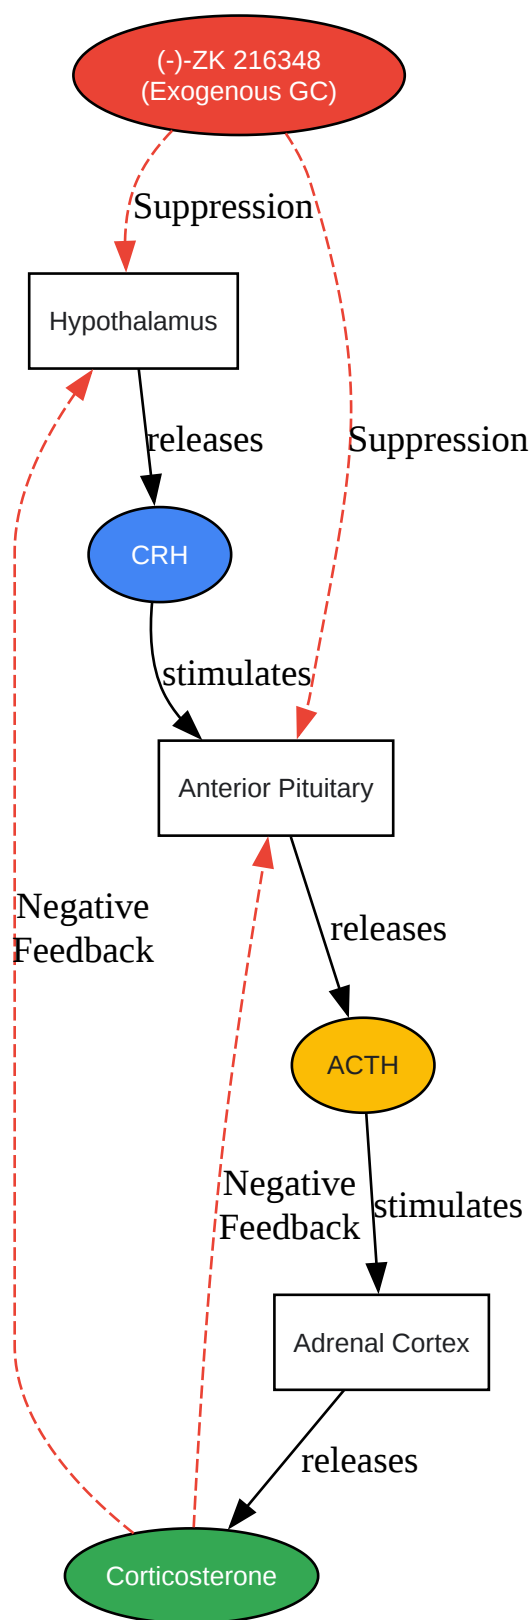 (-)-ZK 216348
(Exogenous GC)
Suppression
Hypothalamus
releases
Suppression
CRH
stimulates
Anterior Pituitary
Negative
Feedback
releases
ACTH
Negative
Feedback
stimulates
Adrenal Cortex
releases
Corticosterone